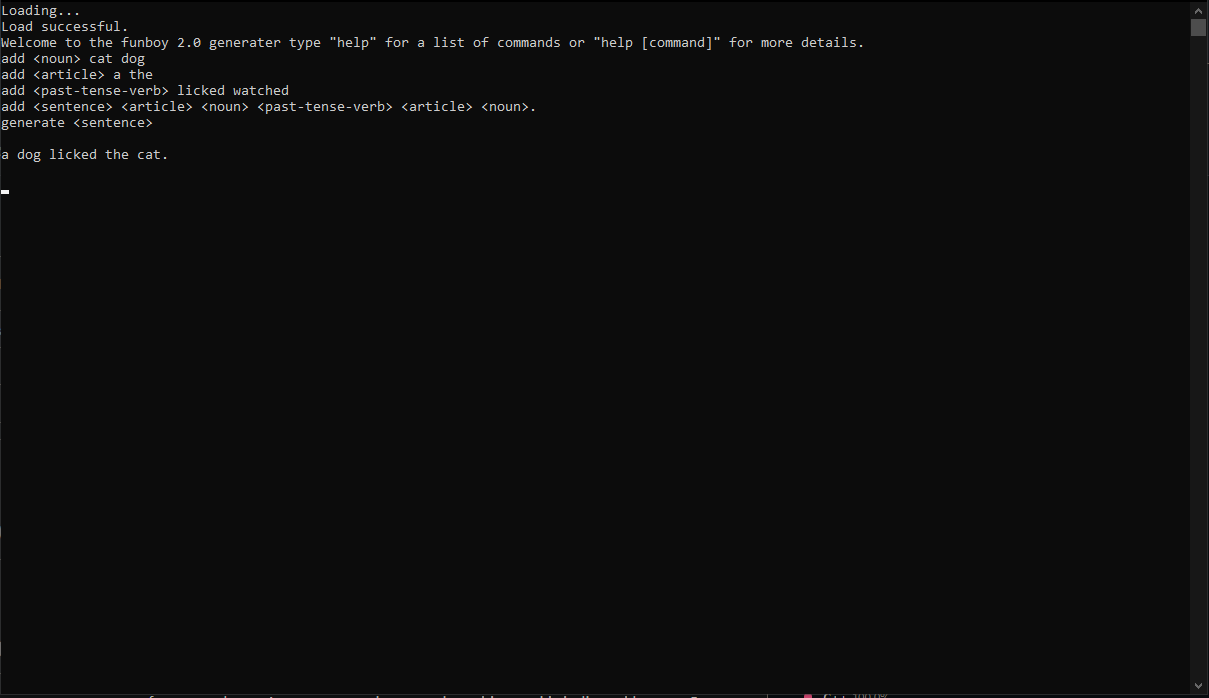 Loading...
Load successful.
Welcome to the funboy 2.0 generater type "help" for a list of commands or "help [command]" for more details.
add <noun> cat dog
add <article> a the
add <past-tense-verb> licked watched
add <sentence> <article> <noun> <past-tense-verb> <article> <noun>.
generate <sentence>
a dog licked the cat.